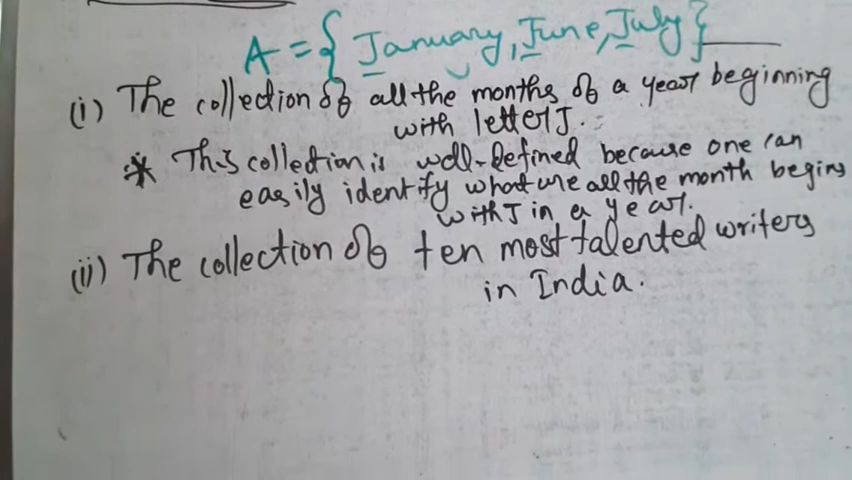 A = { January, June, July}
(i) The collection of all the months of a year beginning
with letter J.
* This collection is well-defined because one can
easily identify what are all the month begins
with J in a year.
(ii) The collection of ten most talented writers
in India.